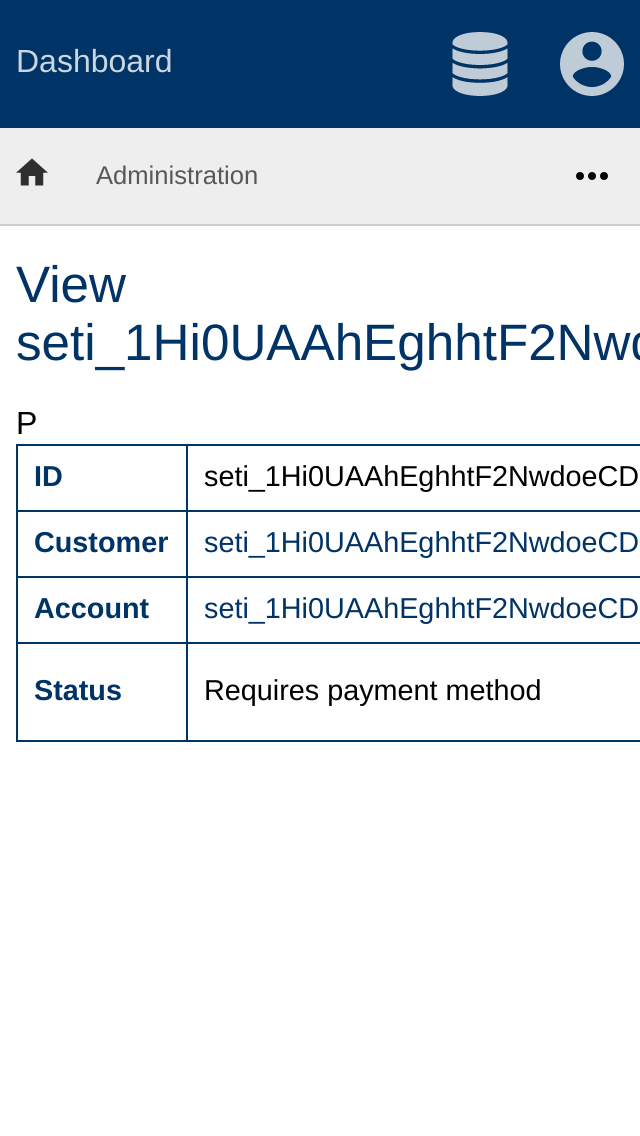 Dashboard
Administration
View
seti_1Hi0UAAhEghhtF2Nwd
P
ID seti_1Hi0UAAhEghhtF2NwdoeCD
Customer seti_1Hi0UAAhEghhtF2NwdoeCD
Account seti_1Hi0UAAhEghhtF2NwdoeCD
Status Requires payment method